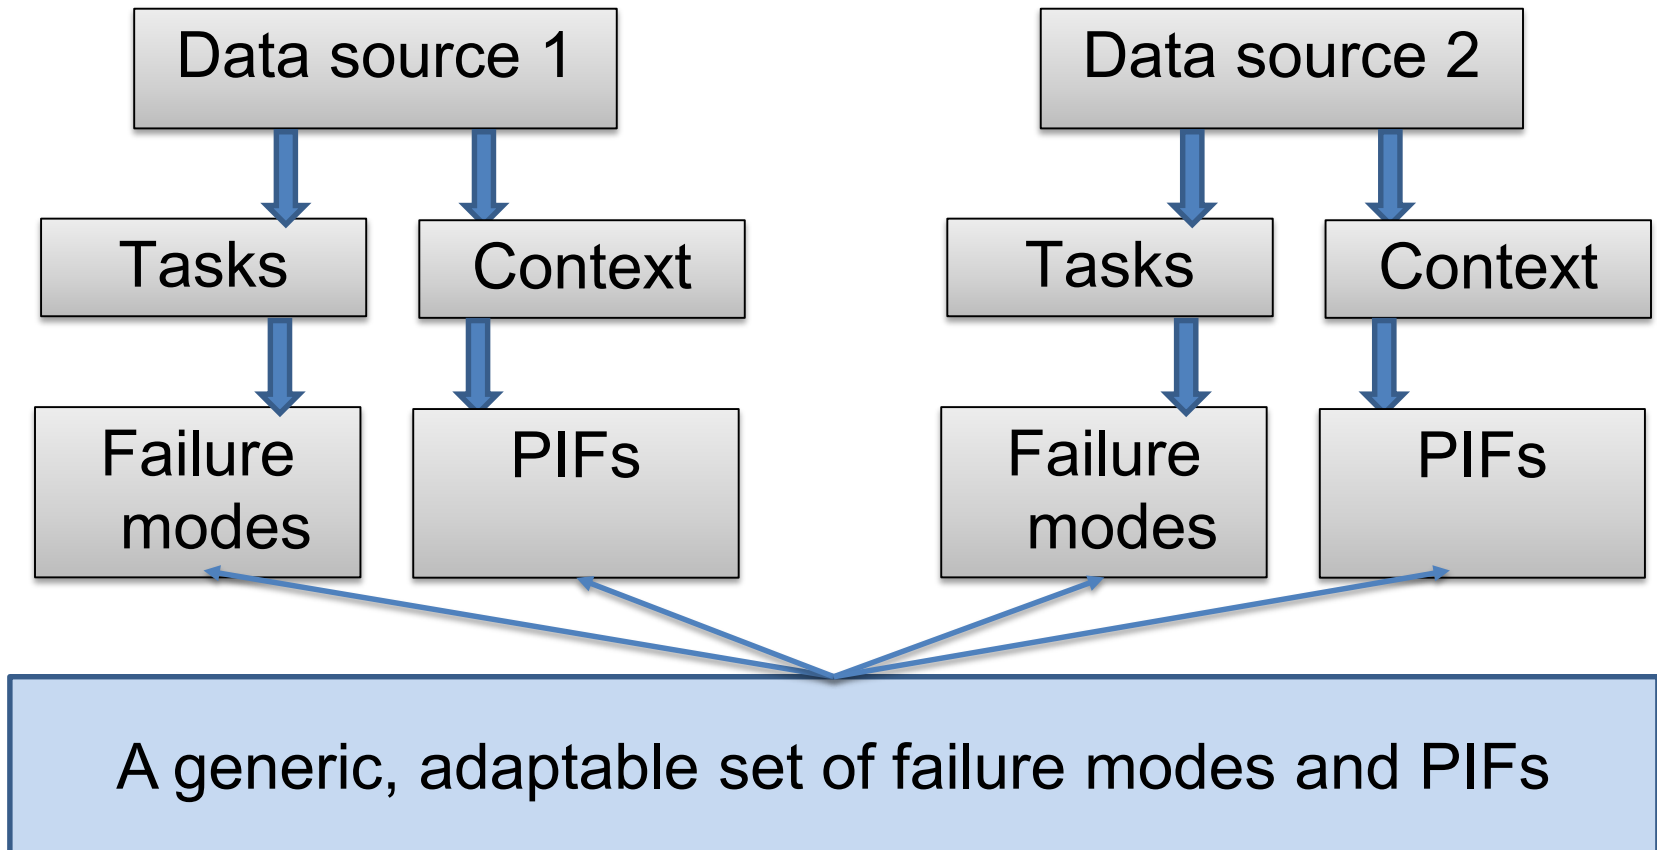 Data source 1
Data source 2
Tasks
Context
Tasks
Context
Failure
modes
PIFs
Failure
modes
PIFs
A generic, adaptable set of failure modes and PIFs